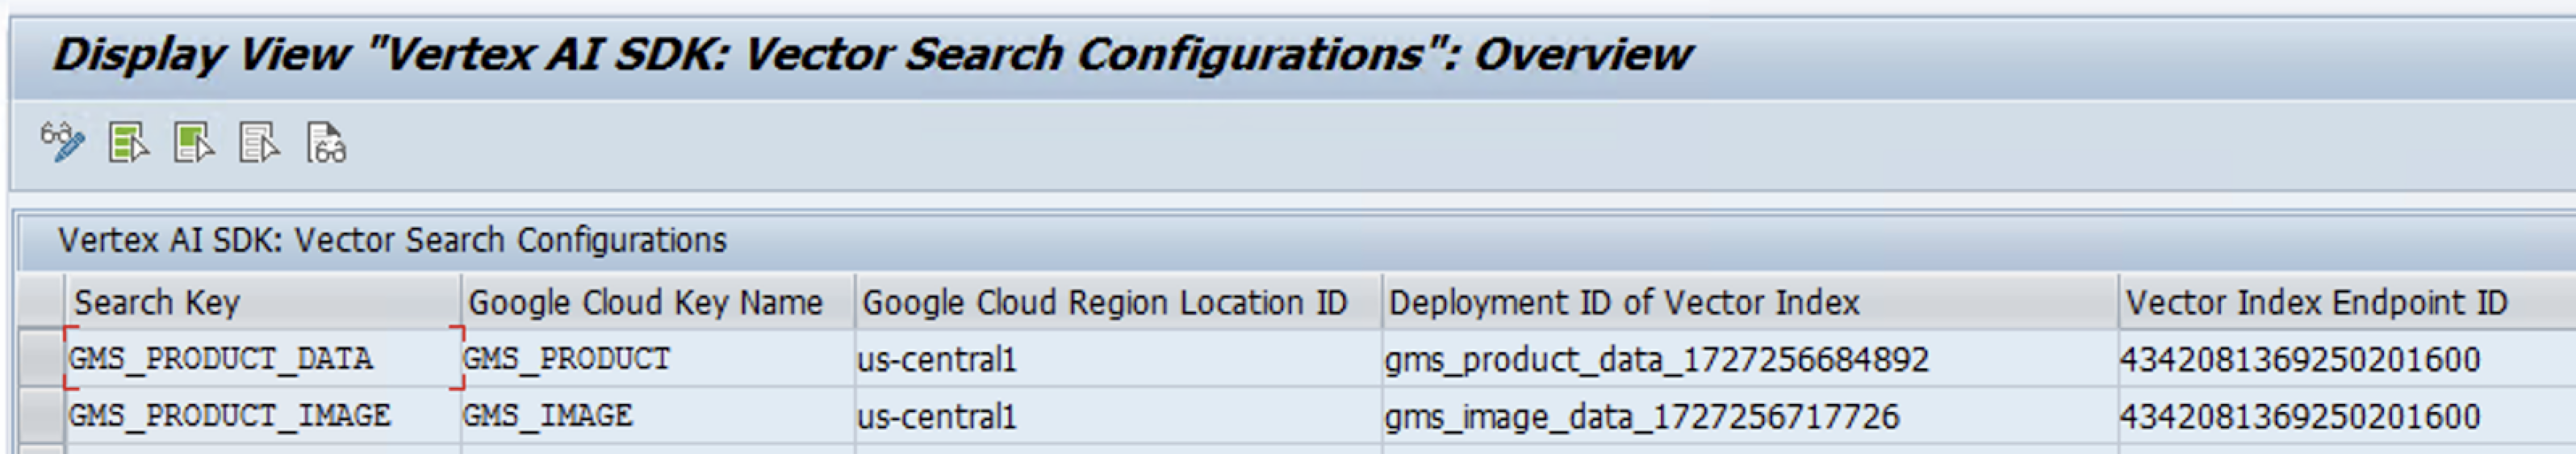 Display View "Vertex AI SDK: Vector Search Configurations": Overview
Vertex AI SDK: Vector Search Configurations
Search Key Google Cloud Key Name Google Cloud Region Location ID Deployment ID of Vector Index Vector Index Endpoint ID
GMS_PRODUCT_DATA GMS_PRODUCT us-central1 gms_product_data_1727256684892 4342081369250201600
GMS_PRODUCT_IMAGE GMS_IMAGE us-central1 gms_image_data_1727256717726 4342081369250201600